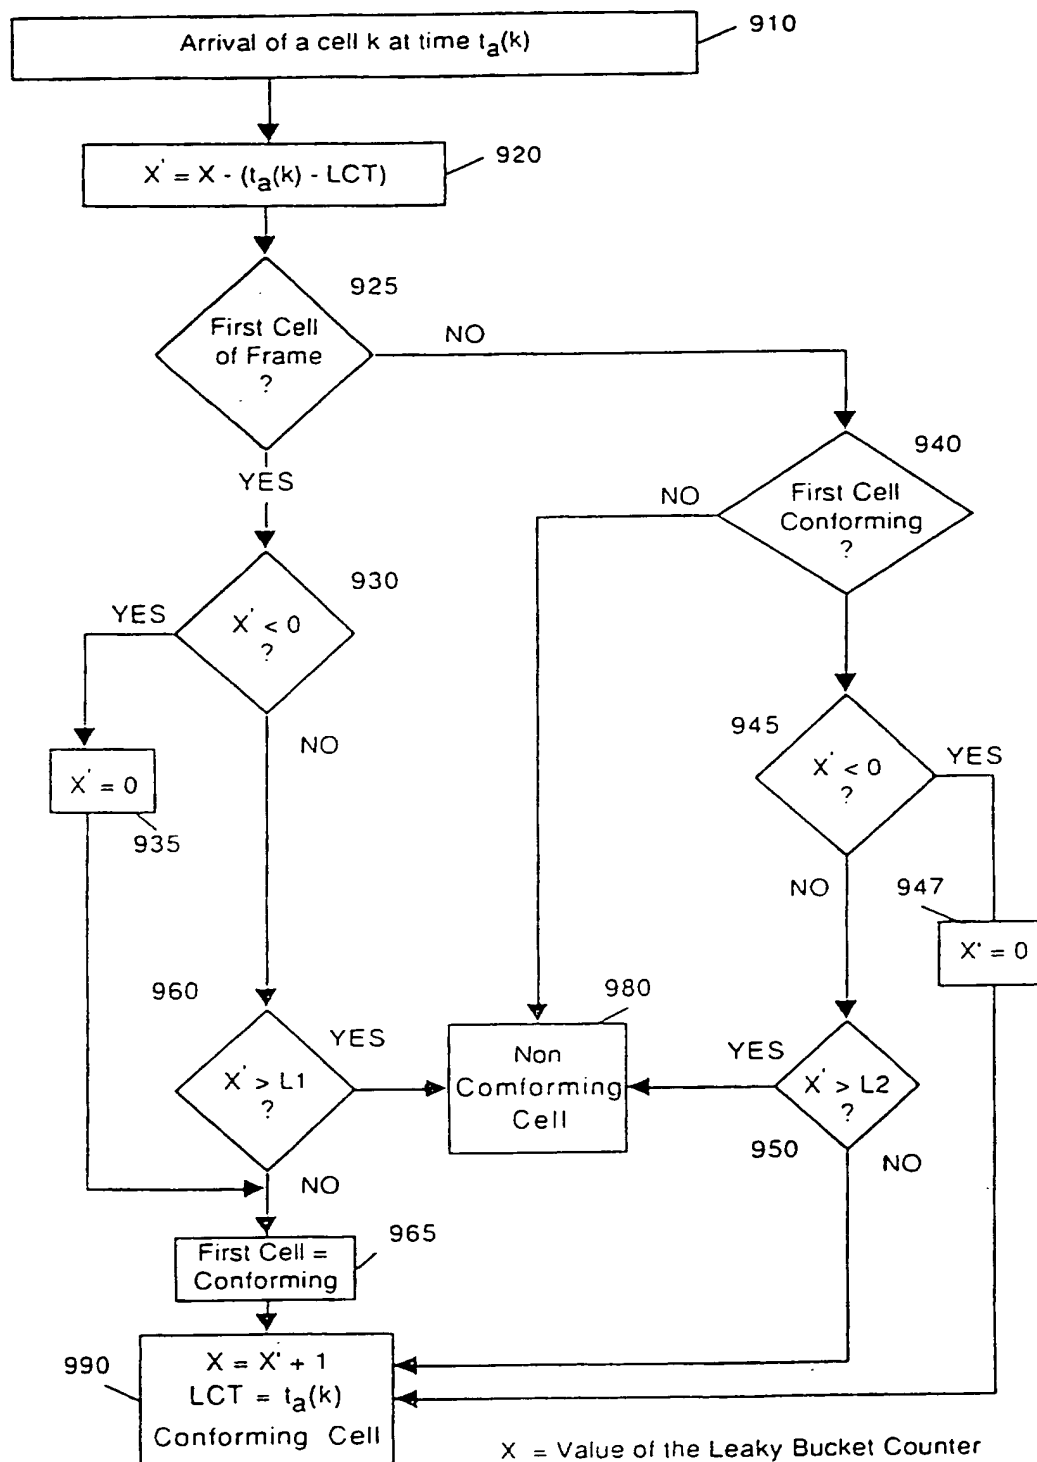 Arrival of a cell k at time ta(k)
910
X' = X - (ta(k) - LCT)
920
925
First Cell
of Frame
?
NO
YES
940
First Cell
Conforming
?
NO
930
X' < 0
?
YES
NO
X' = 0
935
945
X' < 0
?
YES
NO
947
X' = 0
960
X' > L1
?
YES
NO
980
Non
Comforming
Cell
YES
X' > L2
?
950
NO
965
First Cell =
Conforming
990
X = X' + 1
LCT = ta(k)
Conforming Cell
X = Value of the Leaky Bucket Counter